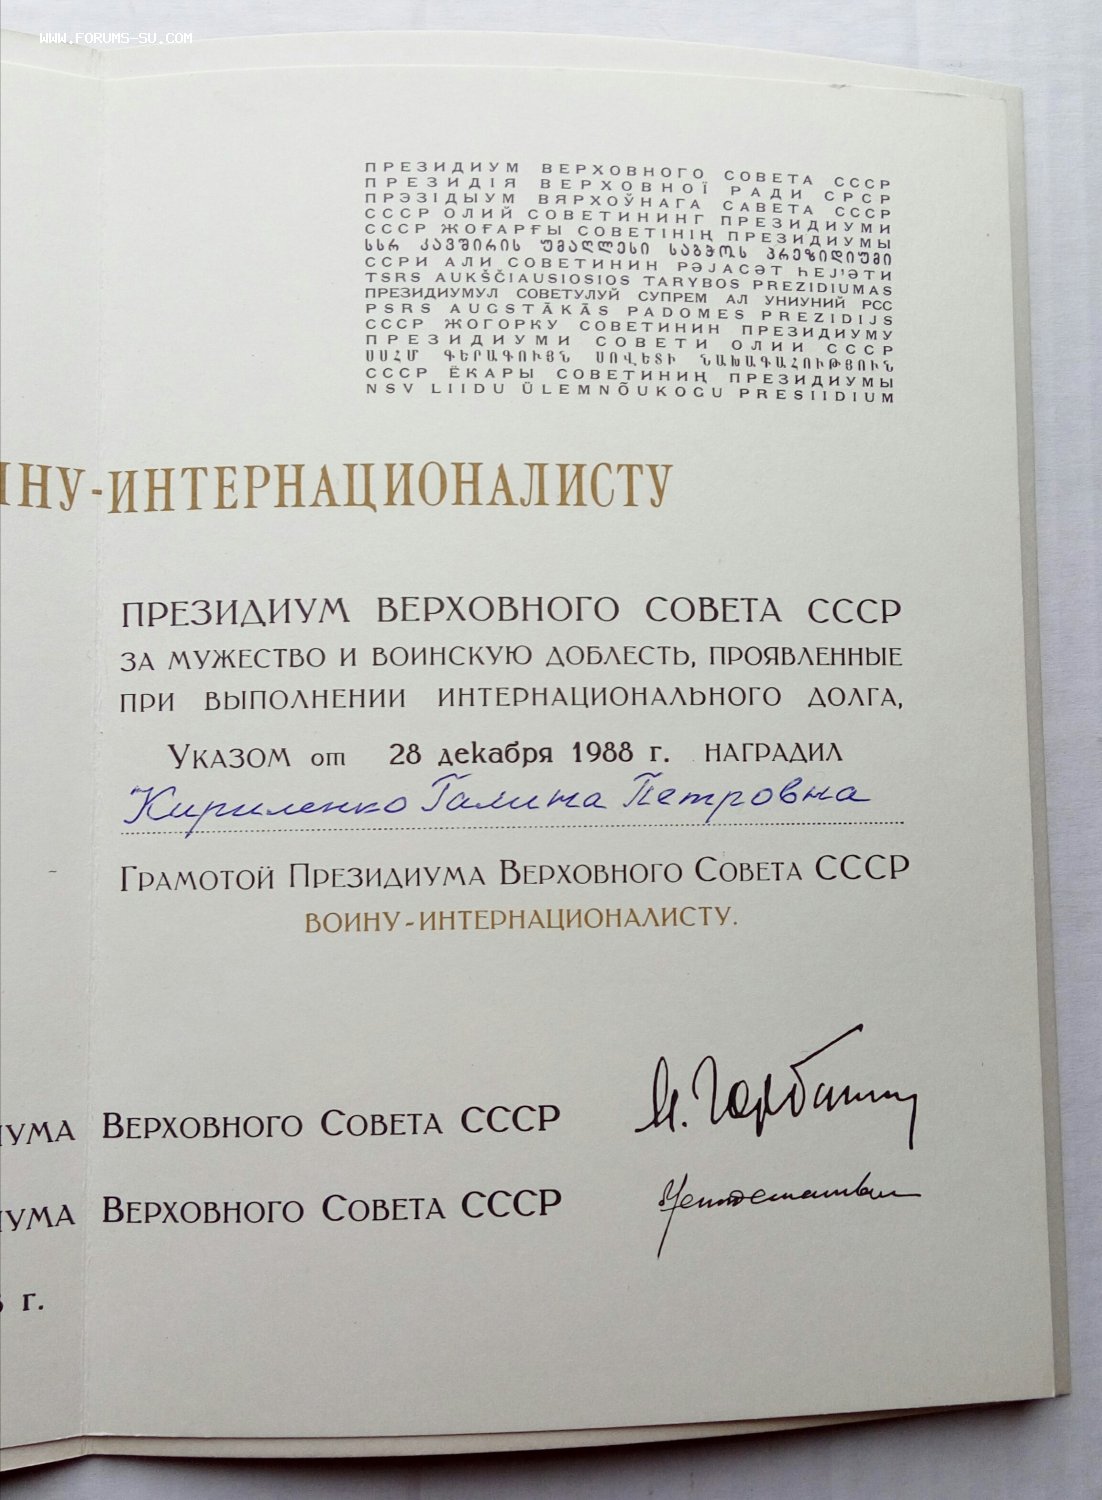 WWW.FORUMS-SU.COM
ПРЕЗИДИУМ ВЕРХОВНОГО СОВЕТА СССР
ПРЕЗИДІЯ ВЕРХОВНОЇ РАДИ СРСР
ПРЭЗІДЫУМ ВЯРХОЎНАГА САВЕТА СССР
СССР ОЛИЙ СОВЕТИНИНГ ПРЕЗИДИУМИ
СССР ЖОҒАРҒЫ СОВЕТІНІҢ ПРЕЗИДИУМЫ
სსრ კავშირის უმაღლესი საბჭოს პრეზიდიუმი
ССРИ АЛИ СОВЕТИНИН РӘЈАСӘТ ҺЕЈ'ӘТИ
TSRS AUKŠČIAUSIOSIOS TARYBOS PREZIDIUMAS
ПРЕЗИДИУМУЛ СОВЕТУЛУЙ СУПРЕМ АЛ УНИУНИЙ РСС
PSRS AUGSTĀKĀS PADOMES PREZIDIJS
СССР ЖОГОРКУ СОВЕТИНИН ПРЕЗИДИУМУ
ПРЕЗИДИУМИ СОВЕТИ ОЛИИ СССР
ՍՍՀՄ ԳԵՐԱԳՈՒՅՆ ՍՈՎԵՏԻ ՆԱԽԱԳԱՀՈՒԹՅՈՒՆ
СССР ЁКАРЫ СОВЕТИНИҢ ПРЕЗИДИУМЫ
NSV LIIDU ÜLEMNÕUKOGU PRESIIDIUM
ИНУ-ИНТЕРНАЦИОНАЛИСТУ
ПРЕЗИДИУМ ВЕРХОВНОГО СОВЕТА СССР
ЗА МУЖЕСТВО И ВОИНСКУЮ ДОБЛЕСТЬ, ПРОЯВЛЕННЫЕ
ПРИ ВЫПОЛНЕНИИ ИНТЕРНАЦИОНАЛЬНОГО ДОЛГА,
УКАЗОМ от 28 декабря 1988 г. НАГРАДИЛ
Кириленко Галина Петровна
ГРАМОТОЙ ПРЕЗИДИУМА ВЕРХОВНОГО СОВЕТА СССР
ВОИНУ-ИНТЕРНАЦИОНАЛИСТУ.
ИУМА ВЕРХОВНОГО СОВЕТА СССР
М. Горбачев
ИУМА ВЕРХОВНОГО СОВЕТА СССР
г.